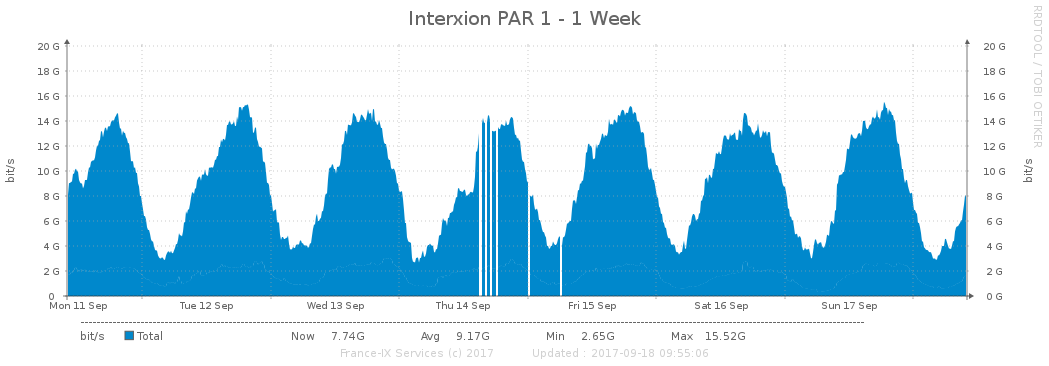 Interxion PAR 1 - 1 Week
RRDTOOL / TOBI OETIKER
20 G 20 G
18 G 18 G
16 G 16 G
14 G 14 G
12 G 12 G
10 G 10 G
8 G 8 G
6 G 6 G
4 G 4 G
2 G 2 G
0 0 G
bit/s
bit/s
Mon 11 Sep Tue 12 Sep Wed 13 Sep Thu 14 Sep Fri 15 Sep Sat 16 Sep Sun 17 Sep
bit/s Total Now 7.74G Avg 9.17G Min 2.65G Max 15.52G
France-IX Services (c) 2017 Updated : 2017-09-18 09:55:06